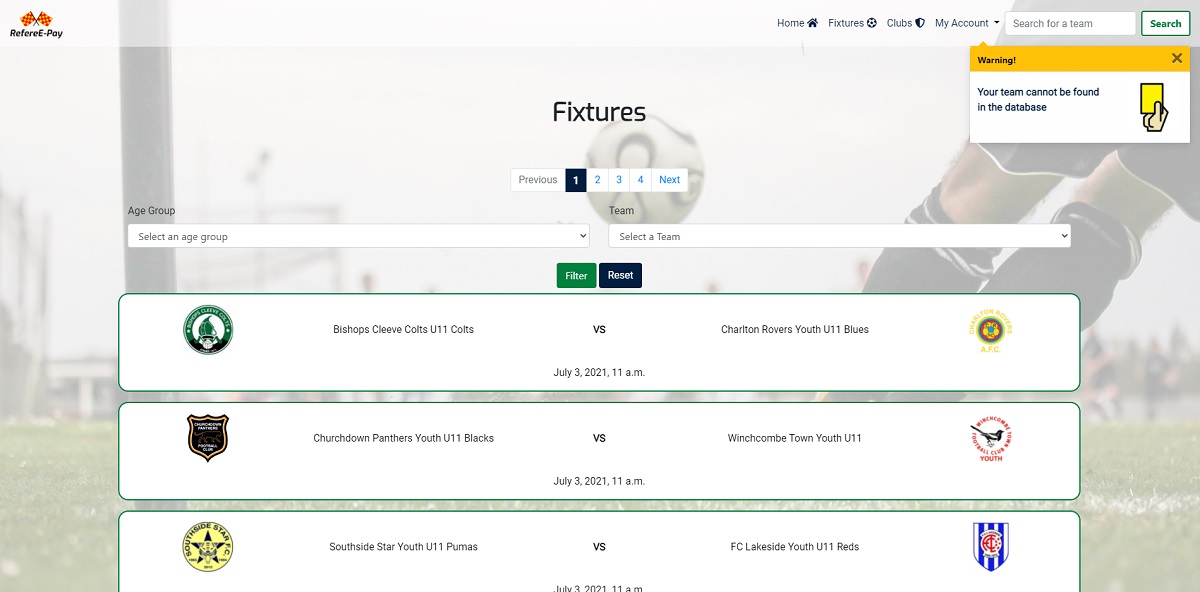 RefereE-Pay
Home Fixtures Clubs My Account Search for a team Search
Warning!
Your team cannot be found
in the database
Fixtures
Previous 1 2 3 4 Next
Age Group Team
Select an age group Select a Team
Filter Reset
BISHOPS CLEEVE COLTS
Bishops Cleeve Colts U11 Colts VS Charlton Rovers Youth U11 Blues
CHARLTON ROVERS
A.F.C.
July 3, 2021, 11 a.m.
CHURCHDOWN
PANTHERS
FOOTBALL
CLUB
Churchdown Panthers Youth U11 Blacks VS Winchcombe Town Youth U11
WINCHCOMBE TOWN
FOOTBALL CLUB
YOUTH
July 3, 2021, 11 a.m.
SOUTHSIDE STAR F.C.
Southside Star Youth U11 Pumas VS FC Lakeside Youth U11 Reds
July 3, 2021, 11 a.m.